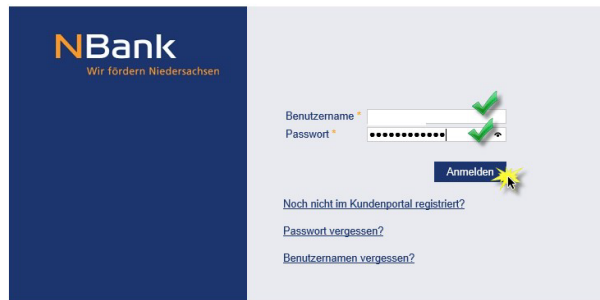 NBank
Wir fördern Niedersachsen
Benutzername *
Passwort * ●●●●●●●●●●●●
Anmelden
Noch nicht im Kundenportal registriert?
Passwort vergessen?
Benutzernamen vergessen?